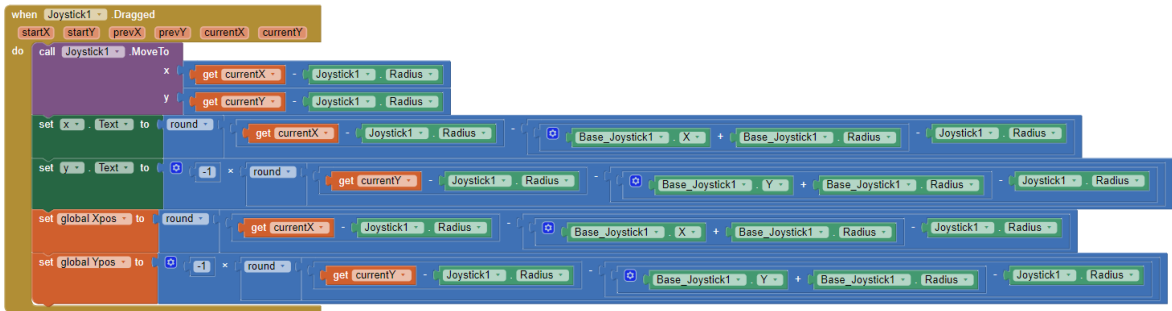 when Joystick1 .Dragged
startX startY prevX prevY currentX currentY
do call Joystick1 .MoveTo
x get currentX - Joystick1 . Radius
y get currentY - Joystick1 . Radius
set x . Text to round get currentX - Joystick1 . Radius - Base_Joystick1 . X + Base_Joystick1 . Radius - Joystick1 . Radius
set y . Text to -1 × round get currentY - Joystick1 . Radius - Base_Joystick1 . Y + Base_Joystick1 . Radius - Joystick1 . Radius
set global Xpos to round get currentX - Joystick1 . Radius - Base_Joystick1 . X + Base_Joystick1 . Radius - Joystick1 . Radius
set global Ypos to -1 × round get currentY - Joystick1 . Radius - Base_Joystick1 . Y + Base_Joystick1 . Radius - Joystick1 . Radius